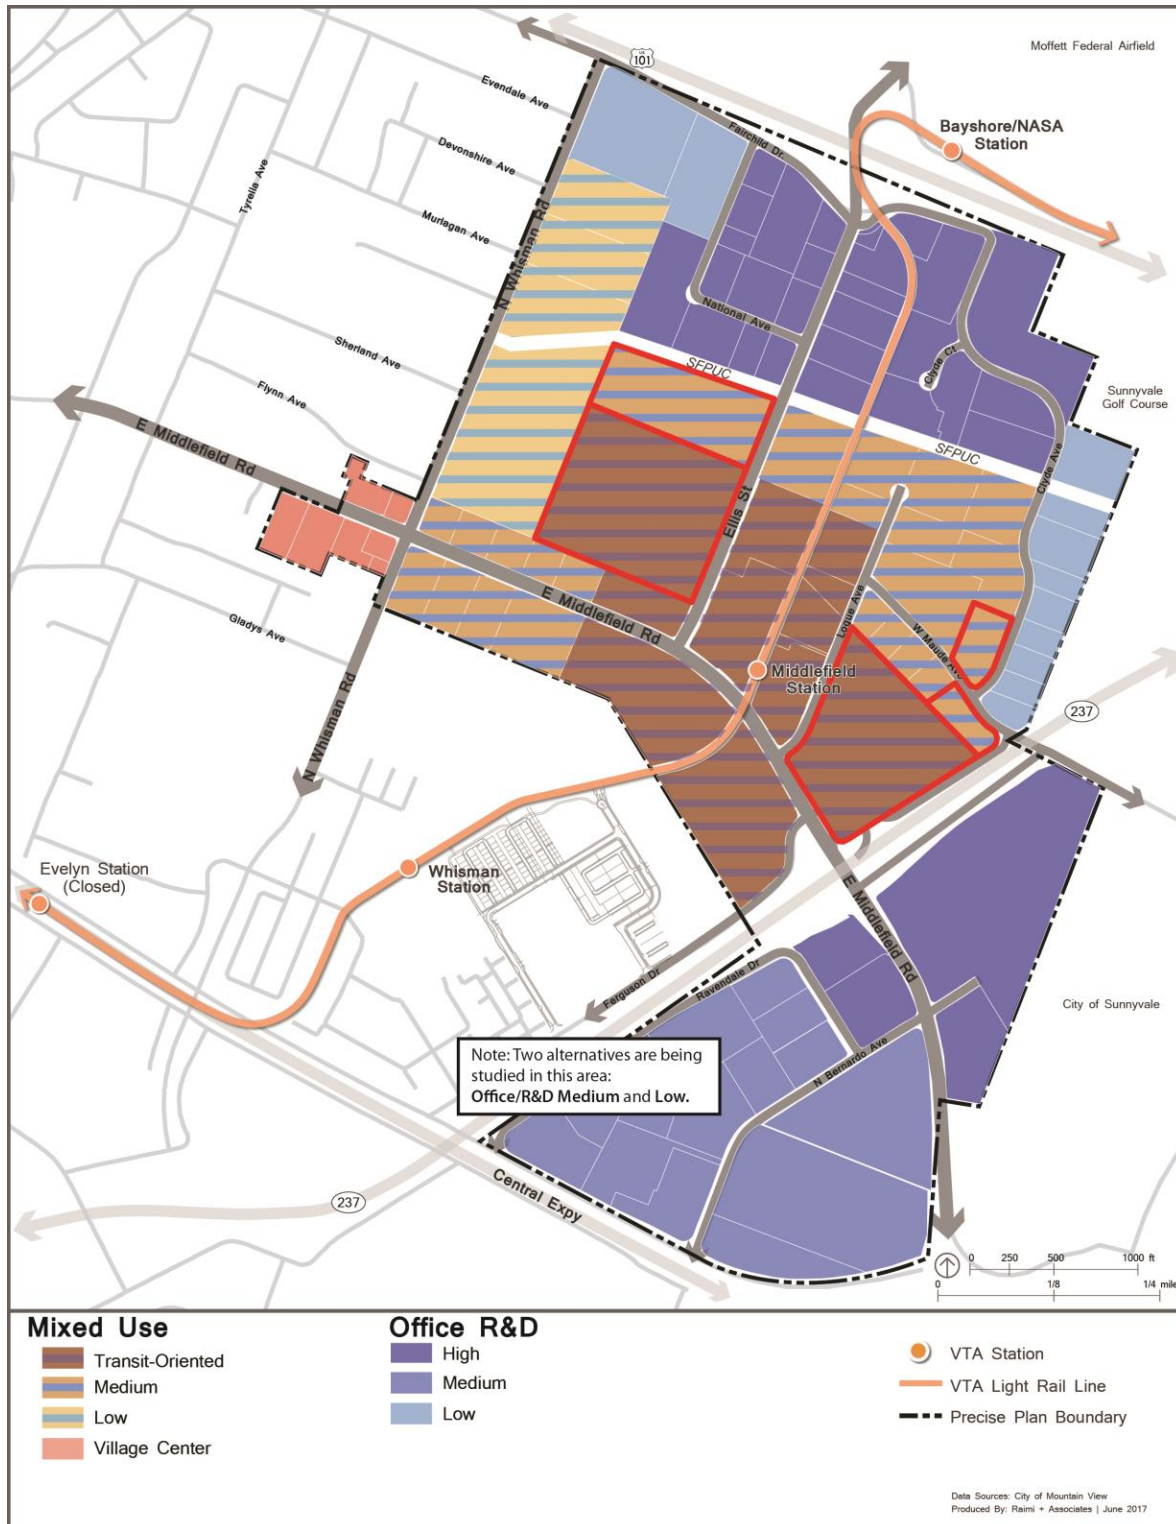 Moffett Federal Airfield
US
101
Evendale Ave
Fairchild Dr.
Bayshore/NASA
Station
Devonshire Ave
Tyrella Ave
Murlagan Ave
N Whisman Rd
National Ave
Sherland Ave
SFPUC
Clyde Ct
Sunnyvale
Golf Course
Flynn Ave
E Middlefield Rd
SFPUC
Clyde Ave
Ellis St
E Middlefield Rd
Logue Ave
Gladys Ave
W Maude Ave
Middlefield
Station
N Whisman Rd
237
Evelyn Station
(Closed)
Whisman
Station
E Middlefield Rd
Ferguson Dr
Ravendale Dr
City of Sunnyvale
Note: Two alternatives are being
studied in this area:
Office/R&D Medium and Low.
N Bernardo Ave
Central Expy
237
0 250 500 1000 ft
0 1/8 1/4 mile
Mixed Use
Transit-Oriented
Medium
Low
Village Center
Office R&D
High
Medium
Low
VTA Station
VTA Light Rail Line
Precise Plan Boundary
Data Sources: City of Mountain View
Produced By: Raimi + Associates | June 2017